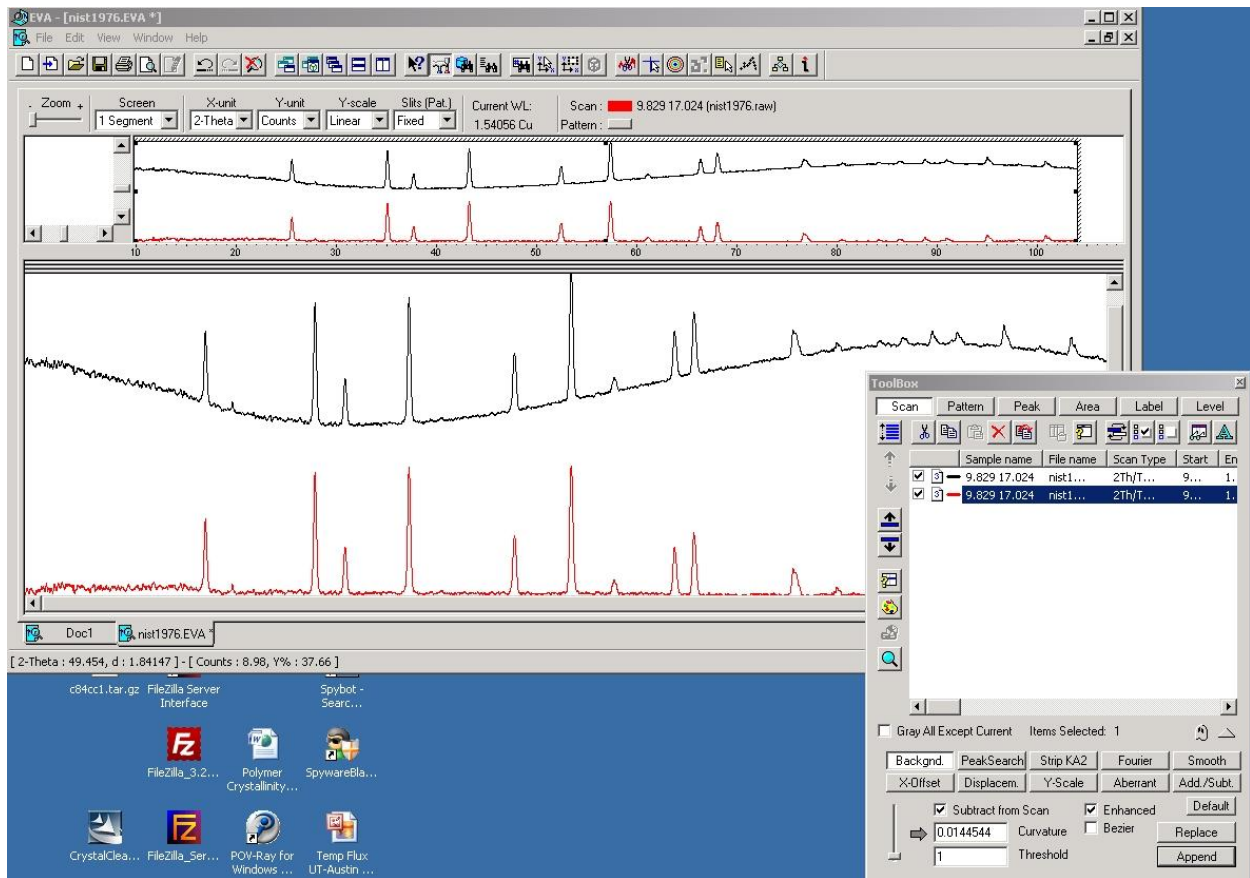 EVA - [nist1976.EVA *]
File Edit View Window Help
- Zoom + Screen X-unit Y-unit Y-scale Slits (Pat.) Current WL: Scan : 9.829 17.024 (nist1976.raw)
1 Segment 2-Theta Counts Linear Fixed 1.54056 Cu Pattern :
10 20 30 40 50 60 70 80 90 100
ToolBox
Scan Pattern Peak Area Label Level
Sample name File name Scan Type Start En
9.829 17.024 nist1... 2Th/T... 9... 1.
9.829 17.024 nist1... 2Th/T... 9... 1.
Doc1 nist1976.EVA *
[ 2-Theta : 49.454, d : 1.84147 ] - [ Counts : 8.98, Y% : 37.66 ]
c84cc1.tar.gz FileZilla Server Interface Spybot - Searc...
FileZilla_3.2... Polymer Crystallinity... SpywareBla...
CrystalClea... FileZilla_Ser... POV-Ray for Windows ... Temp Flux UT-Austin ...
Gray All Except Current Items Selected: 1
Backgnd. PeakSearch Strip KA2 Fourier Smooth
X-Offset Displacem. Y-Scale Aberrant Add./Subt.
Subtract from Scan Enhanced Default
0.0144544 Curvature Bezier Replace
1 Threshold Append